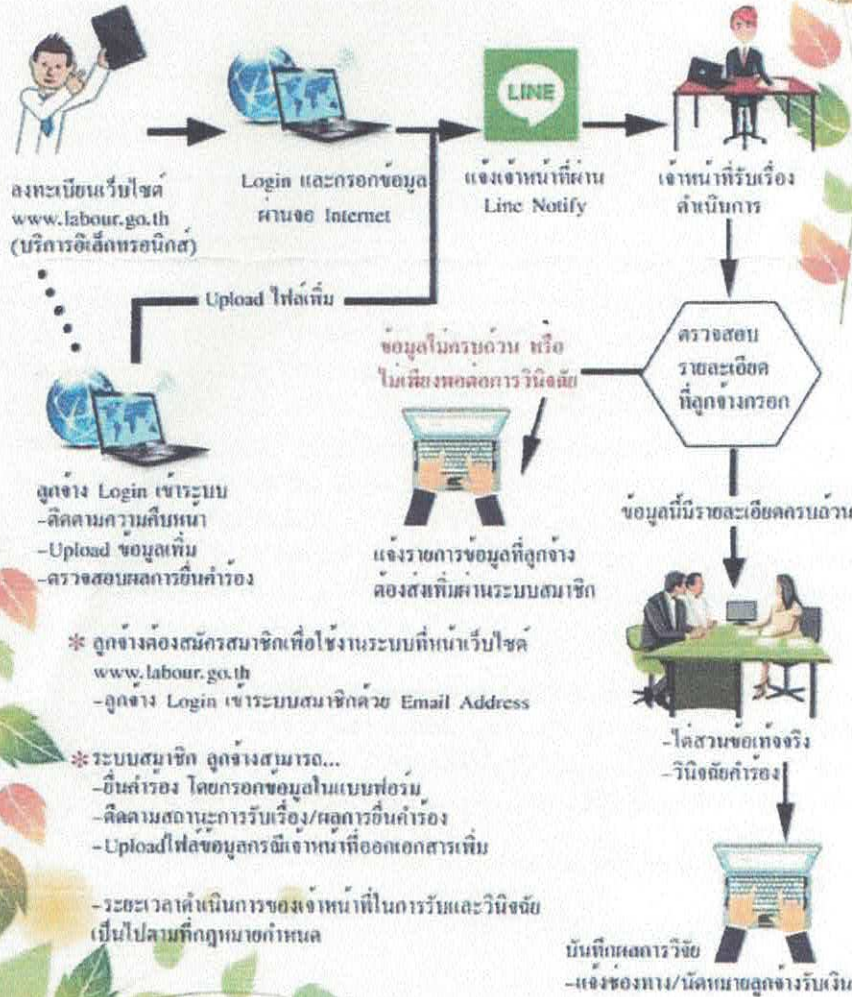 ลงทะเบียนเว็บไซต์
www.labour.go.th
(บริการอิเล็กทรอนิกส์)
Login และกรอกข้อมูล
ผ่านจอ Internet
LINE
แจ้งเจ้าหน้าที่ผ่าน
Line Notify
เจ้าหน้าที่รับเรื่อง
ดำเนินการ
Upload ไฟล์เพิ่ม
ข้อมูลไม่ครบถ้วน หรือ
ไม่เพียงพอต่อการวินิจฉัย
ตรวจสอบ
รายละเอียด
ที่ลูกจ้างกรอก
ลูกจ้าง Login เข้าระบบ
-ติดตามความคืบหน้า
-Upload ข้อมูลเพิ่ม
-ตรวจสอบผลการยื่นคำร้อง
แจ้งรายการข้อมูลที่ลูกจ้าง
ต้องส่งเพิ่มผ่านระบบสมาชิก
ข้อมูลนี้มีรายละเอียดครบถ้วน
* ลูกจ้างต้องสมัครสมาชิกเพื่อใช้งานระบบที่หน้าเว็บไซต์
www.labour.go.th
-ลูกจ้าง Login เข้าระบบสมาชิกด้วย Email Address
-ไต่สวนข้อเท็จจริง
-วินิจฉัยคำร้อง
* ระบบสมาชิก ลูกจ้างสามารถ...
-ยื่นคำร้อง โดยกรอกข้อมูลในแบบฟอร์ม
-ติดตามสถานะการรับเรื่อง/ผลการยื่นคำร้อง
-Uploadไฟล์ข้อมูลกรณีเจ้าหน้าที่ออกเอกสารเพิ่ม
-ระยะเวลาดำเนินการของเจ้าหน้าที่ในการรับและวินิจฉัย
เป็นไปตามที่กฎหมายกำหนด
บันทึกผลการวิจัย
-แจ้งช่องทาง/นัดหมายลูกจ้างรับเงิน